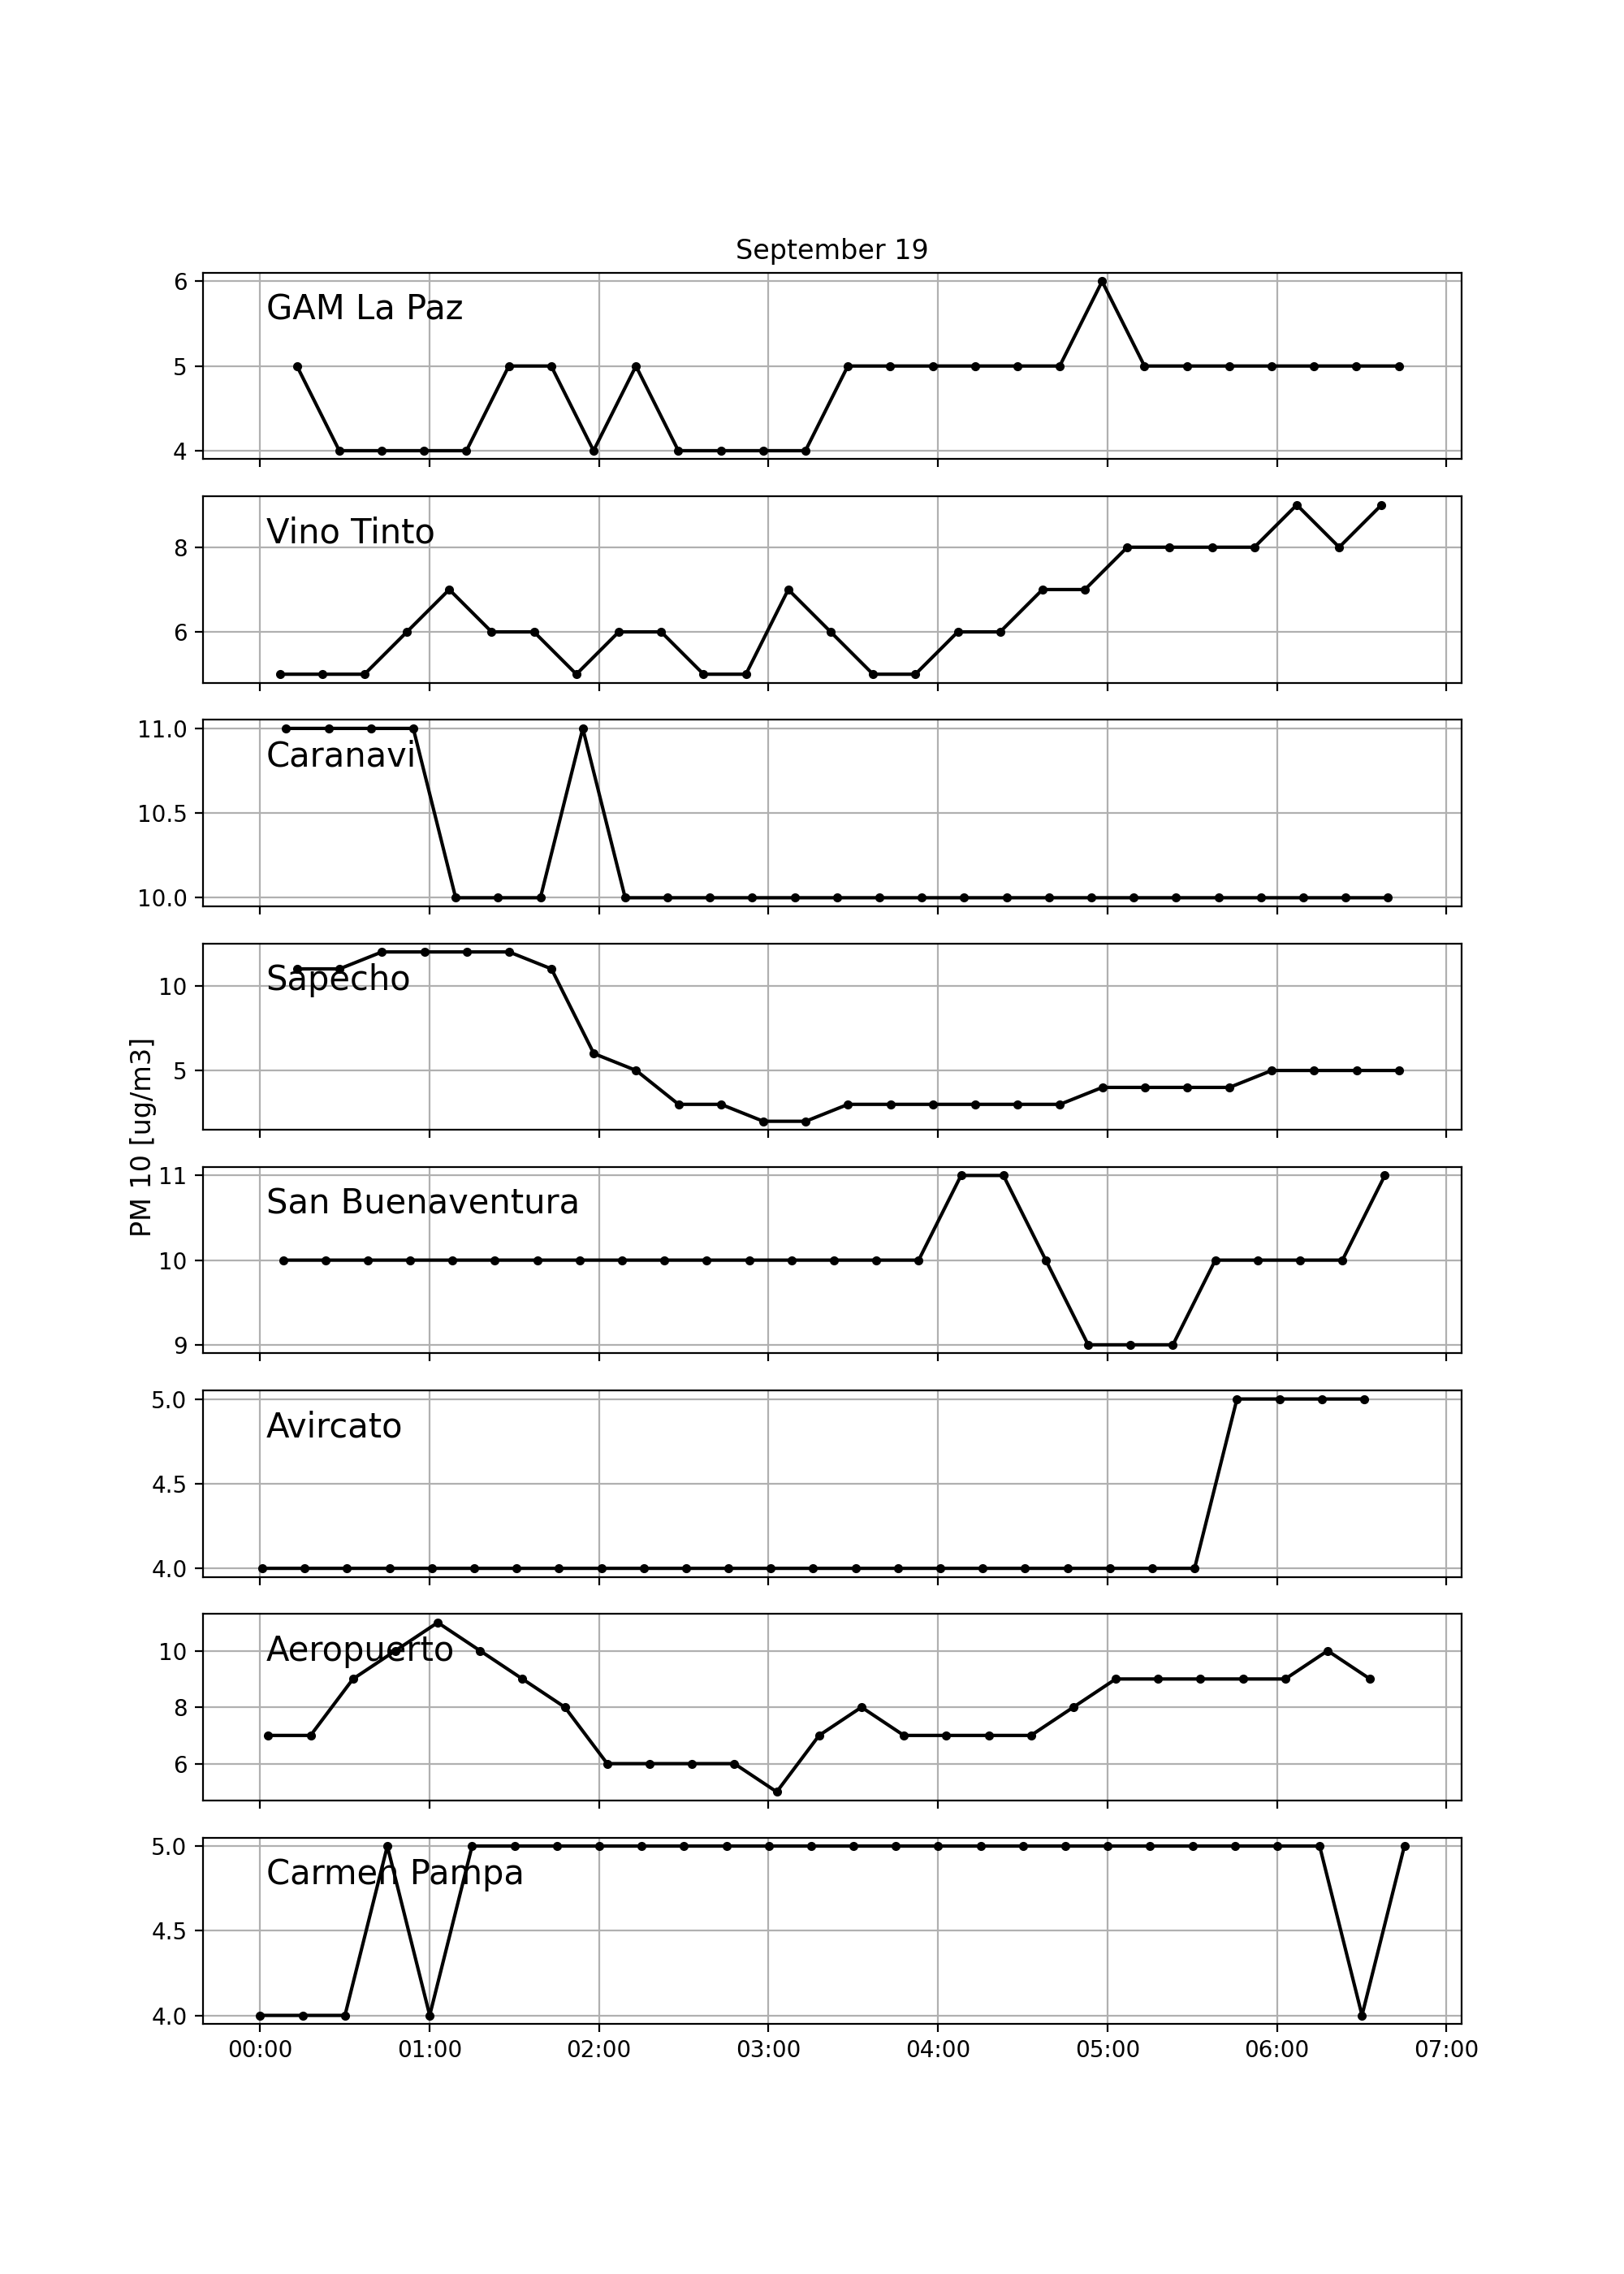 September 19
6
GAM La Paz
5
4
Vino Tinto
8
6
11.0
Caranavi
10.5
10.0
Sapecho
10
5
PM 10 [ug/m3]
11
San Buenaventura
10
9
5.0
Avircato
4.5
4.0
Aeropuerto
10
8
6
5.0
Carmen Pampa
4.5
4.0
00:00 01:00 02:00 03:00 04:00 05:00 06:00 07:00